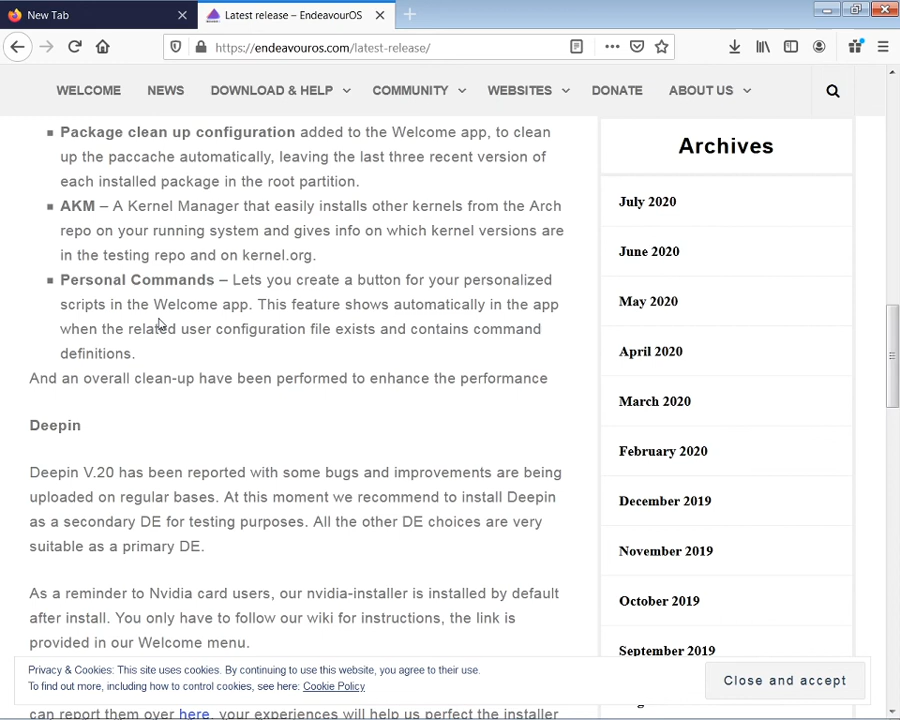 New Tab
Latest release – EndeavourOS
https://endeavouros.com/latest-release/
WELCOME NEWS DOWNLOAD & HELP COMMUNITY WEBSITES DONATE ABOUT US
Package clean up configuration added to the Welcome app, to clean
up the paccache automatically, leaving the last three recent version of
each installed package in the root partition.
AKM – A Kernel Manager that easily installs other kernels from the Arch
repo on your running system and gives info on which kernel versions are
in the testing repo and on kernel.org.
Personal Commands – Lets you create a button for your personalized
scripts in the Welcome app. This feature shows automatically in the app
when the related user configuration file exists and contains command
definitions.
And an overall clean-up have been performed to enhance the performance
Deepin
Deepin V.20 has been reported with some bugs and improvements are being
uploaded on regular bases. At this moment we recommend to install Deepin
as a secondary DE for testing purposes. All the other DE choices are very
suitable as a primary DE.
As a reminder to Nvidia card users, our nvidia-installer is installed by default
after install. You only have to follow our wiki for instructions, the link is
provided in our Welcome menu.
can report them over here, your experiences will help us perfect the installer
Archives
July 2020
June 2020
May 2020
April 2020
March 2020
February 2020
December 2019
November 2019
October 2019
September 2019
Privacy & Cookies: This site uses cookies. By continuing to use this website, you agree to their use.
To find out more, including how to control cookies, see here: Cookie Policy
Close and accept